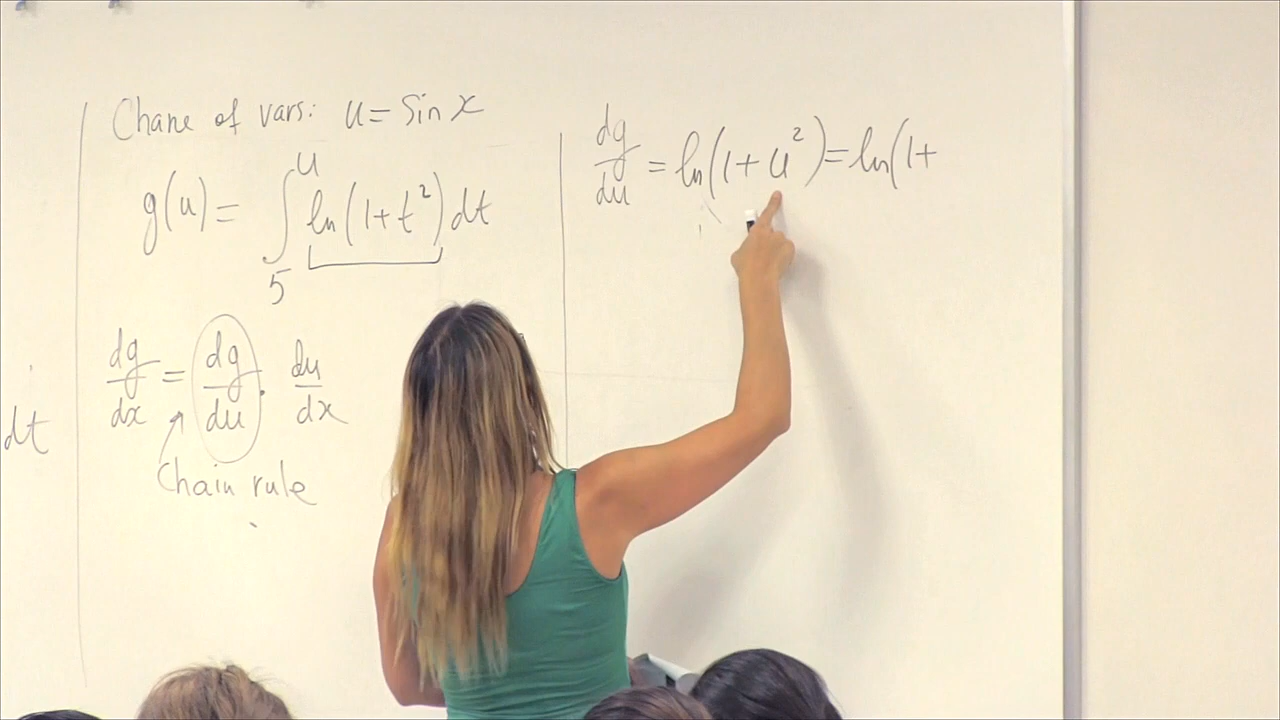 Chane of vars: u = sin x
g(u) = ∫₅ᵘ ln(1+t²) dt
dg/dx = dg/du · du/dx
Chain rule
dt
dg/du = ln(1+u²) = ln(1+